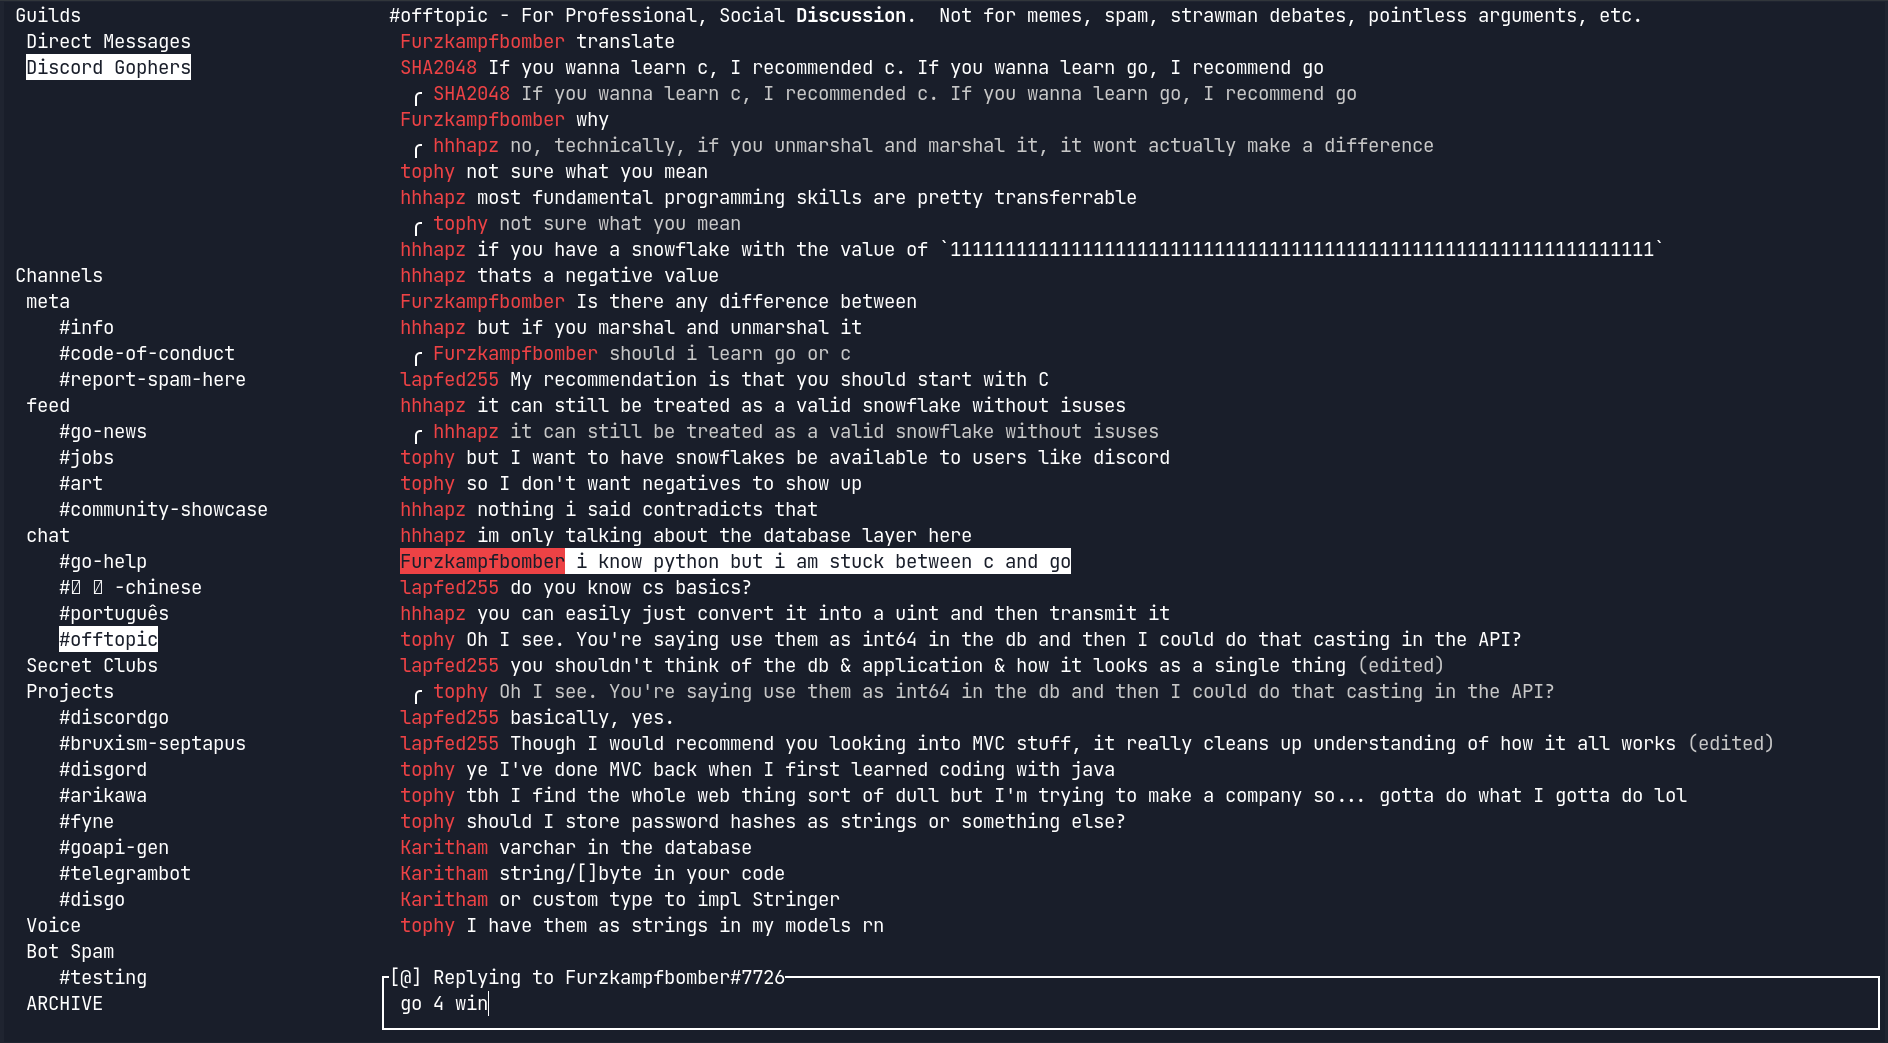 Guilds
Direct Messages
Discord Gophers
Channels
meta
#info
#code-of-conduct
#report-spam-here
feed
#go-news
#jobs
#art
#community-showcase
chat
#go-help
# -chinese
#português
#offtopic
Secret Clubs
Projects
#discordgo
#bruxism-septapus
#disgord
#arikawa
#fyne
#goapi-gen
#telegrambot
#disgo
Voice
Bot Spam
#testing
ARCHIVE
#offtopic - For Professional, Social Discussion.  Not for memes, spam, strawman debates, pointless arguments, etc.
Furzkampfbomber translate
SHA2048 If you wanna learn c, I recommended c. If you wanna learn go, I recommend go
╭ SHA2048 If you wanna learn c, I recommended c. If you wanna learn go, I recommend go
Furzkampfbomber why
╭ hhhapz no, technically, if you unmarshal and marshal it, it wont actually make a difference
tophy not sure what you mean
hhhapz most fundamental programming skills are pretty transferrable
╭ tophy not sure what you mean
hhhapz if you have a snowflake with the value of `1111111111111111111111111111111111111111111111111111111111111111`
hhhapz thats a negative value
Furzkampfbomber Is there any difference between
hhhapz but if you marshal and unmarshal it
╭ Furzkampfbomber should i learn go or c
lapfed255 My recommendation is that you should start with C
hhhapz it can still be treated as a valid snowflake without isuses
╭ hhhapz it can still be treated as a valid snowflake without isuses
tophy but I want to have snowflakes be available to users like discord
tophy so I don't want negatives to show up
hhhapz nothing i said contradicts that
hhhapz im only talking about the database layer here
Furzkampfbomber i know python but i am stuck between c and go
lapfed255 do you know cs basics?
hhhapz you can easily just convert it into a uint and then transmit it
tophy Oh I see. You're saying use them as int64 in the db and then I could do that casting in the API?
lapfed255 you shouldn't think of the db & application & how it looks as a single thing (edited)
╭ tophy Oh I see. You're saying use them as int64 in the db and then I could do that casting in the API?
lapfed255 basically, yes.
lapfed255 Though I would recommend you looking into MVC stuff, it really cleans up understanding of how it all works (edited)
tophy ye I've done MVC back when I first learned coding with java
tophy tbh I find the whole web thing sort of dull but I'm trying to make a company so... gotta do what I gotta do lol
tophy should I store password hashes as strings or something else?
Karitham varchar in the database
Karitham string/[]byte in your code
Karitham or custom type to impl Stringer
tophy I have them as strings in my models rn
[@] Replying to Furzkampfbomber#7726
go 4 win